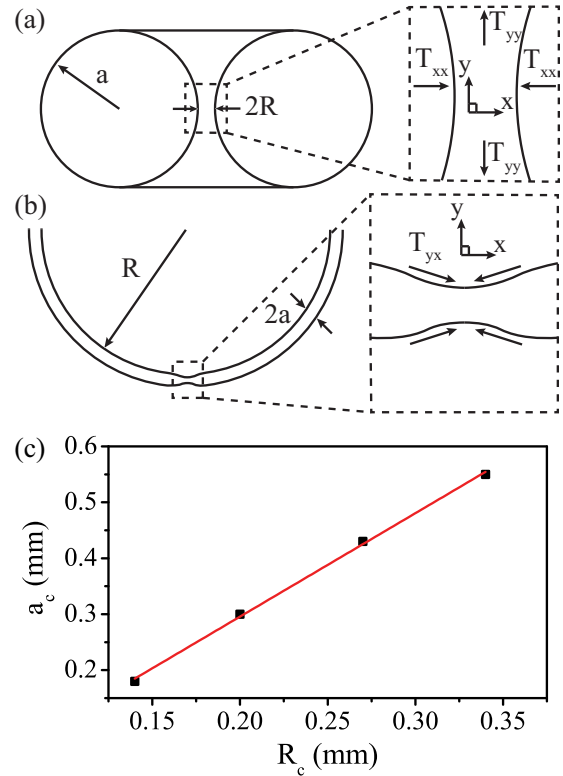 (a)
a
2R
T_yy
T_xx
T_xx
y
x
T_yy
(b)
R
2a
y
x
T_yx
(c)
0.6
0.5
0.4
0.3
0.2
a_c (mm)
0.15 0.20 0.25 0.30 0.35
R_c (mm)